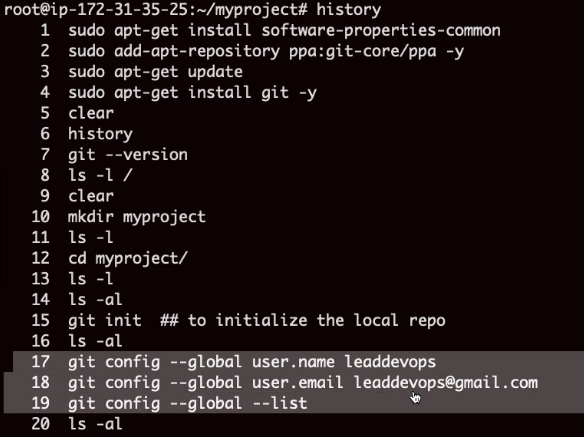 root@ip-172-31-35-25:~/myproject# history
1 sudo apt-get install software-properties-common
2 sudo add-apt-repository ppa:git-core/ppa -y
3 sudo apt-get update
4 sudo apt-get install git -y
5 clear
6 history
7 git --version
8 ls -l /
9 clear
10 mkdir myproject
11 ls -l
12 cd myproject/
13 ls -l
14 ls -al
15 git init  ## to initialize the local repo
16 ls -al
17 git config --global user.name leaddevops
18 git config --global user.email leaddevops@gmail.com
19 git config --global --list
20 ls -al